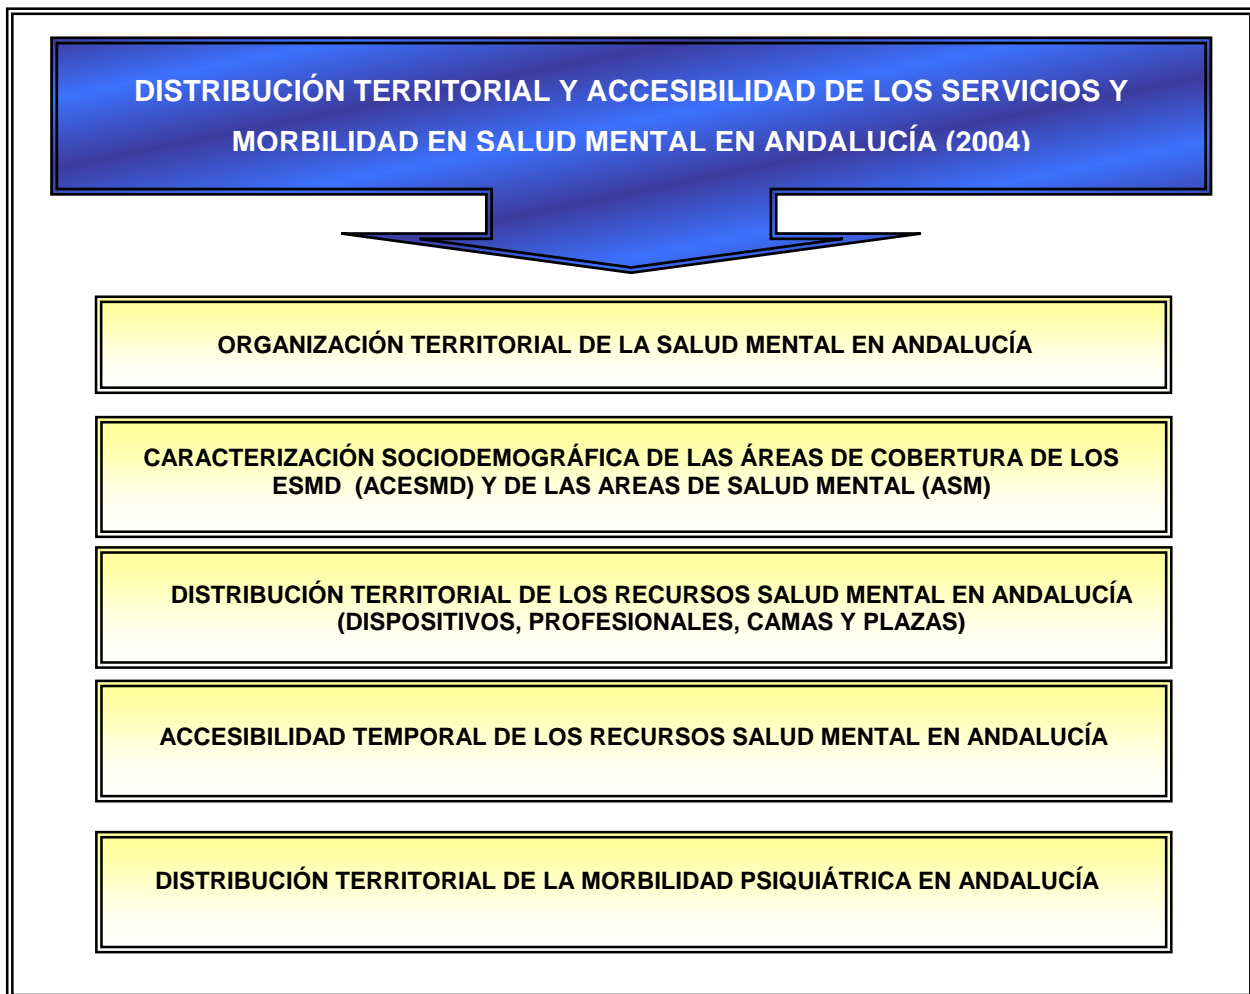 DISTRIBUCIÓN TERRITORIAL Y ACCESIBILIDAD DE LOS SERVICIOS Y
MORBILIDAD EN SALUD MENTAL EN ANDALUCÍA (2004)
ORGANIZACIÓN TERRITORIAL DE LA SALUD MENTAL EN ANDALUCÍA
CARACTERIZACIÓN SOCIODEMOGRÁFICA DE LAS ÁREAS DE COBERTURA DE LOS
ESMD (ACESMD) Y DE LAS AREAS DE SALUD MENTAL (ASM)
DISTRIBUCIÓN TERRITORIAL DE LOS RECURSOS SALUD MENTAL EN ANDALUCÍA
(DISPOSITIVOS, PROFESIONALES, CAMAS Y PLAZAS)
ACCESIBILIDAD TEMPORAL DE LOS RECURSOS SALUD MENTAL EN ANDALUCÍA
DISTRIBUCIÓN TERRITORIAL DE LA MORBILIDAD PSIQUIÁTRICA EN ANDALUCÍA